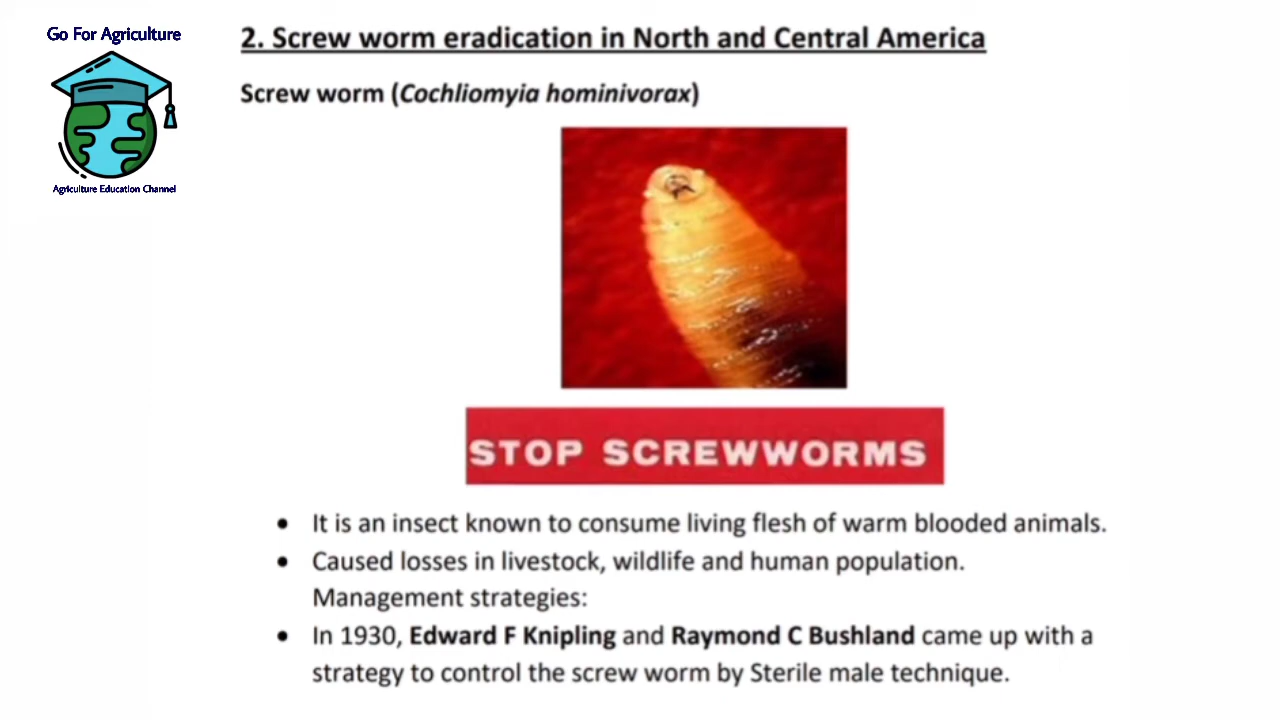 Go For Agriculture
Agriculture Education Channel
2. Screw worm eradication in North and Central America
Screw worm (Cochliomyia hominivorax)
STOP SCREWWORMS
• It is an insect known to consume living flesh of warm blooded animals.
• Caused losses in livestock, wildlife and human population.
Management strategies:
• In 1930, Edward F Knipling and Raymond C Bushland came up with a
strategy to control the screw worm by Sterile male technique.